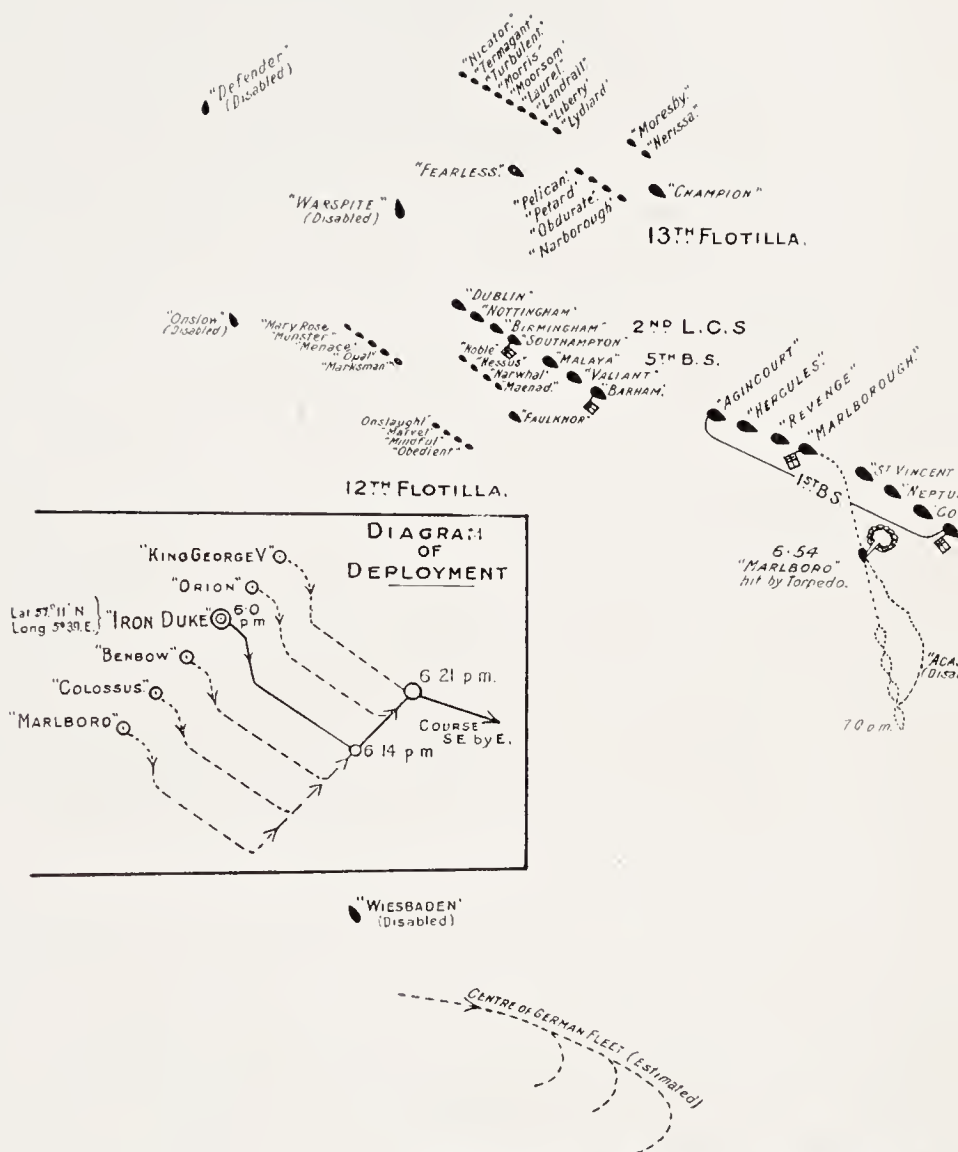 "Defender"
(Disabled)
"Nicator."
"Termagant."
"Turbulent."
"Morris"
"Moorsom"
"Laurel."
"Landrail"
"Liberty"
"Lydiard"
"Moresby."
"Nerissa."
"FEARLESS."
"Pelican."
"Petard"
"Obdurate."
"Narborough"
"CHAMPION"
13TH FLOTILLA.
"WARSPITE"
(Disabled)
"Onslow"
(Disabled)
"Mary Rose
"Munster"
"Menace"
"Opal"
"Marksman"
"DUBLIN"
"NOTTINGHAM"
"BIRMINGHAM"
"SOUTHAMPTON"
2ND L.C.S
5TH B.S.
"Noble"
"Nessus"
"Narwhal"
"Maenad."
"MALAYA"
"VALIANT"
"BARHAM."
"FAULKNOR"
Onslaught"
"Marvel"
"Mindful"
"Obedient"
12TH FLOTILLA.
"AGINCOURT"
"HERCULES."
"REVENGE"
"MARLBOROUGH."
1ST B.S.
"ST VINCENT
"NEPTU
"CO
6·54
"MARLBORO"
hit by Torpedo.
"ACAS
(Disab
7.0 p.m.
DIAGRAM
OF
DEPLOYMENT
"KING GEORGE V"
"ORION"
Lat 57.°11' N
Long 5°39.E.
"IRON DUKE"
6·0
pm
"BENBOW"
"COLOSSUS"
"MARLBORO"
6 21 p m.
COURSE
SE by E.
6 14 p m
"WIESBADEN"
(Disabled)
CENTRE OF GERMAN FLEET (Estimated)